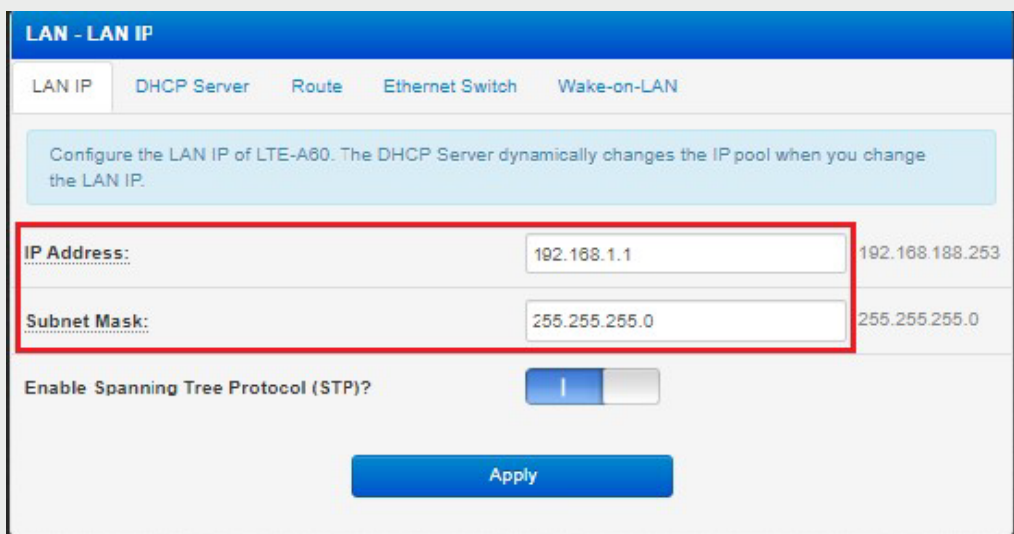 LAN - LAN IP
LAN IP DHCP Server Route Ethernet Switch Wake-on-LAN
Configure the LAN IP of LTE-A60. The DHCP Server dynamically changes the IP pool when you change
the LAN IP.
IP Address: 192.168.1.1 192.168.188.253
Subnet Mask: 255.255.255.0 255.255.255.0
Enable Spanning Tree Protocol (STP)? I
Apply